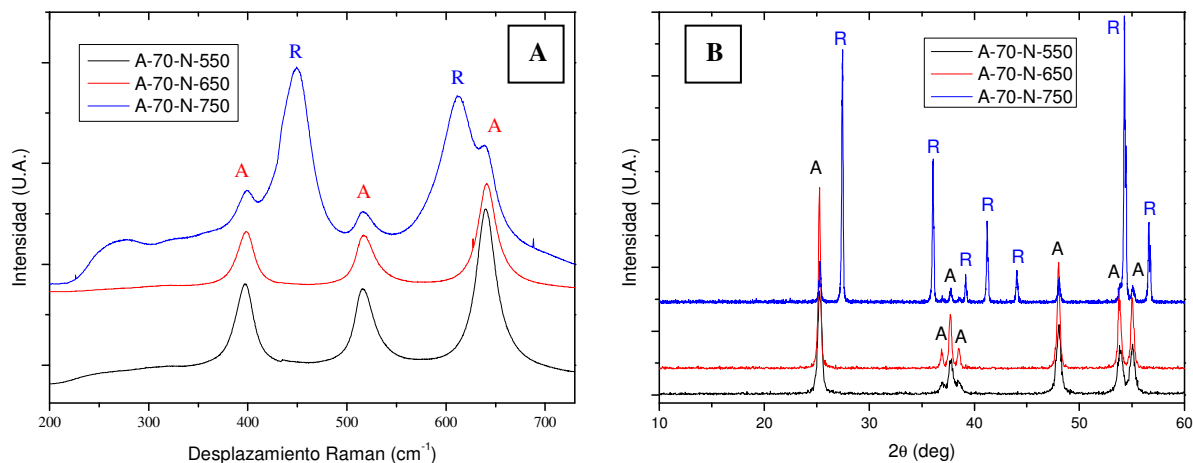 A
A-70-N-550
A-70-N-650
A-70-N-750
R
R
A
A
A
Intensidad (U.A.)
200 300 400 500 600 700
Desplazamiento Raman (cm-1)
B
A-70-N-550
A-70-N-650
A-70-N-750
R
R
R
R
R
R
R
A
A
A
A
A
A
A
Intensidad (U.A.)
10 20 30 40 50 60
2θ (deg)